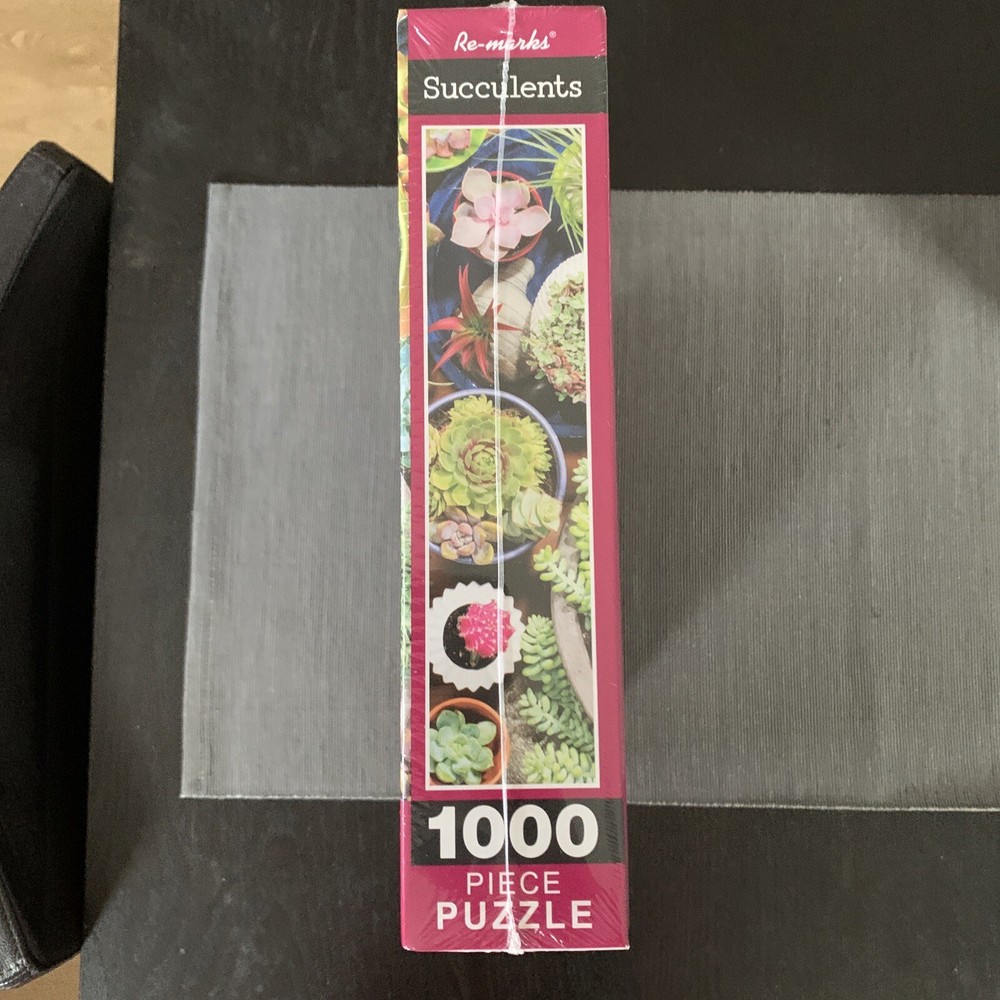 Re-marks®
Succulents
1000
PIECE
PUZZLE